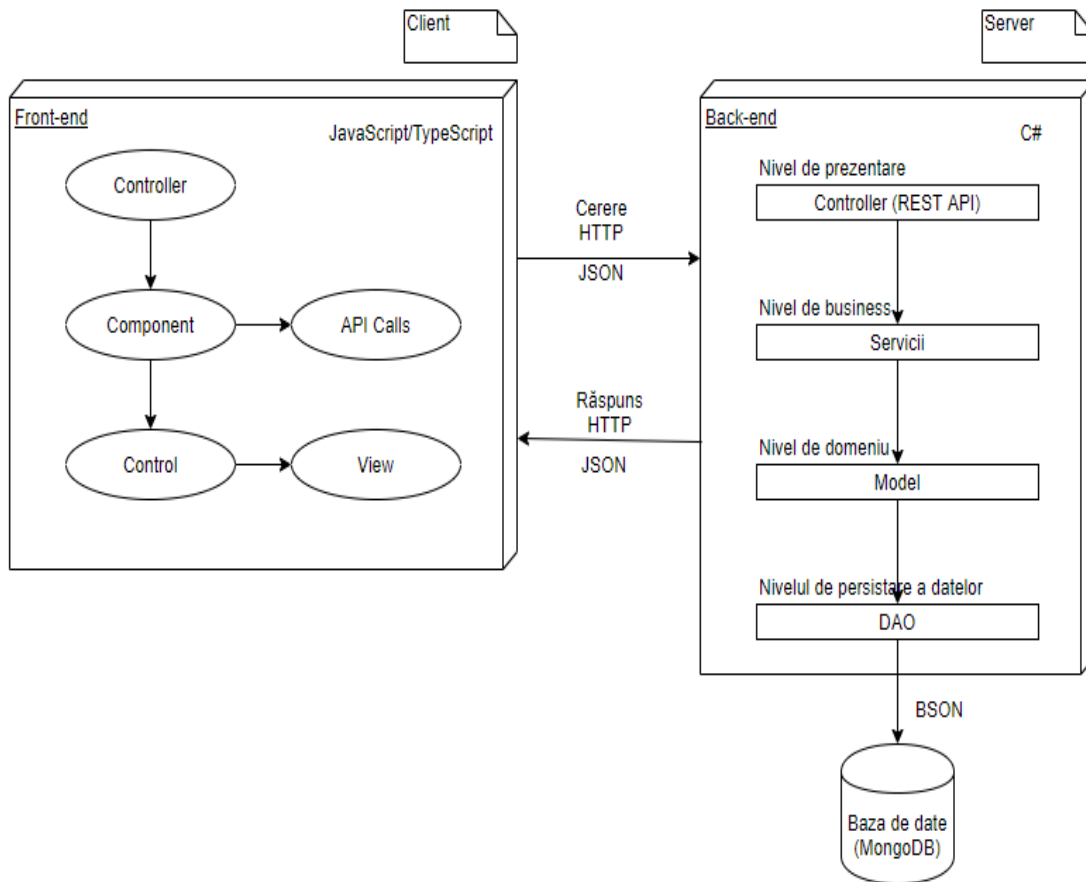 Client
Server
Front-end
JavaScript/TypeScript
Controller
Component
API Calls
Control
View
Cerere
HTTP
JSON
Răspuns
HTTP
JSON
Back-end
C#
Nivel de prezentare
Controller (REST API)
Nivel de business
Servicii
Nivel de domeniu
Model
Nivelul de persistare a datelor
DAO
BSON
Baza de date
(MongoDB)